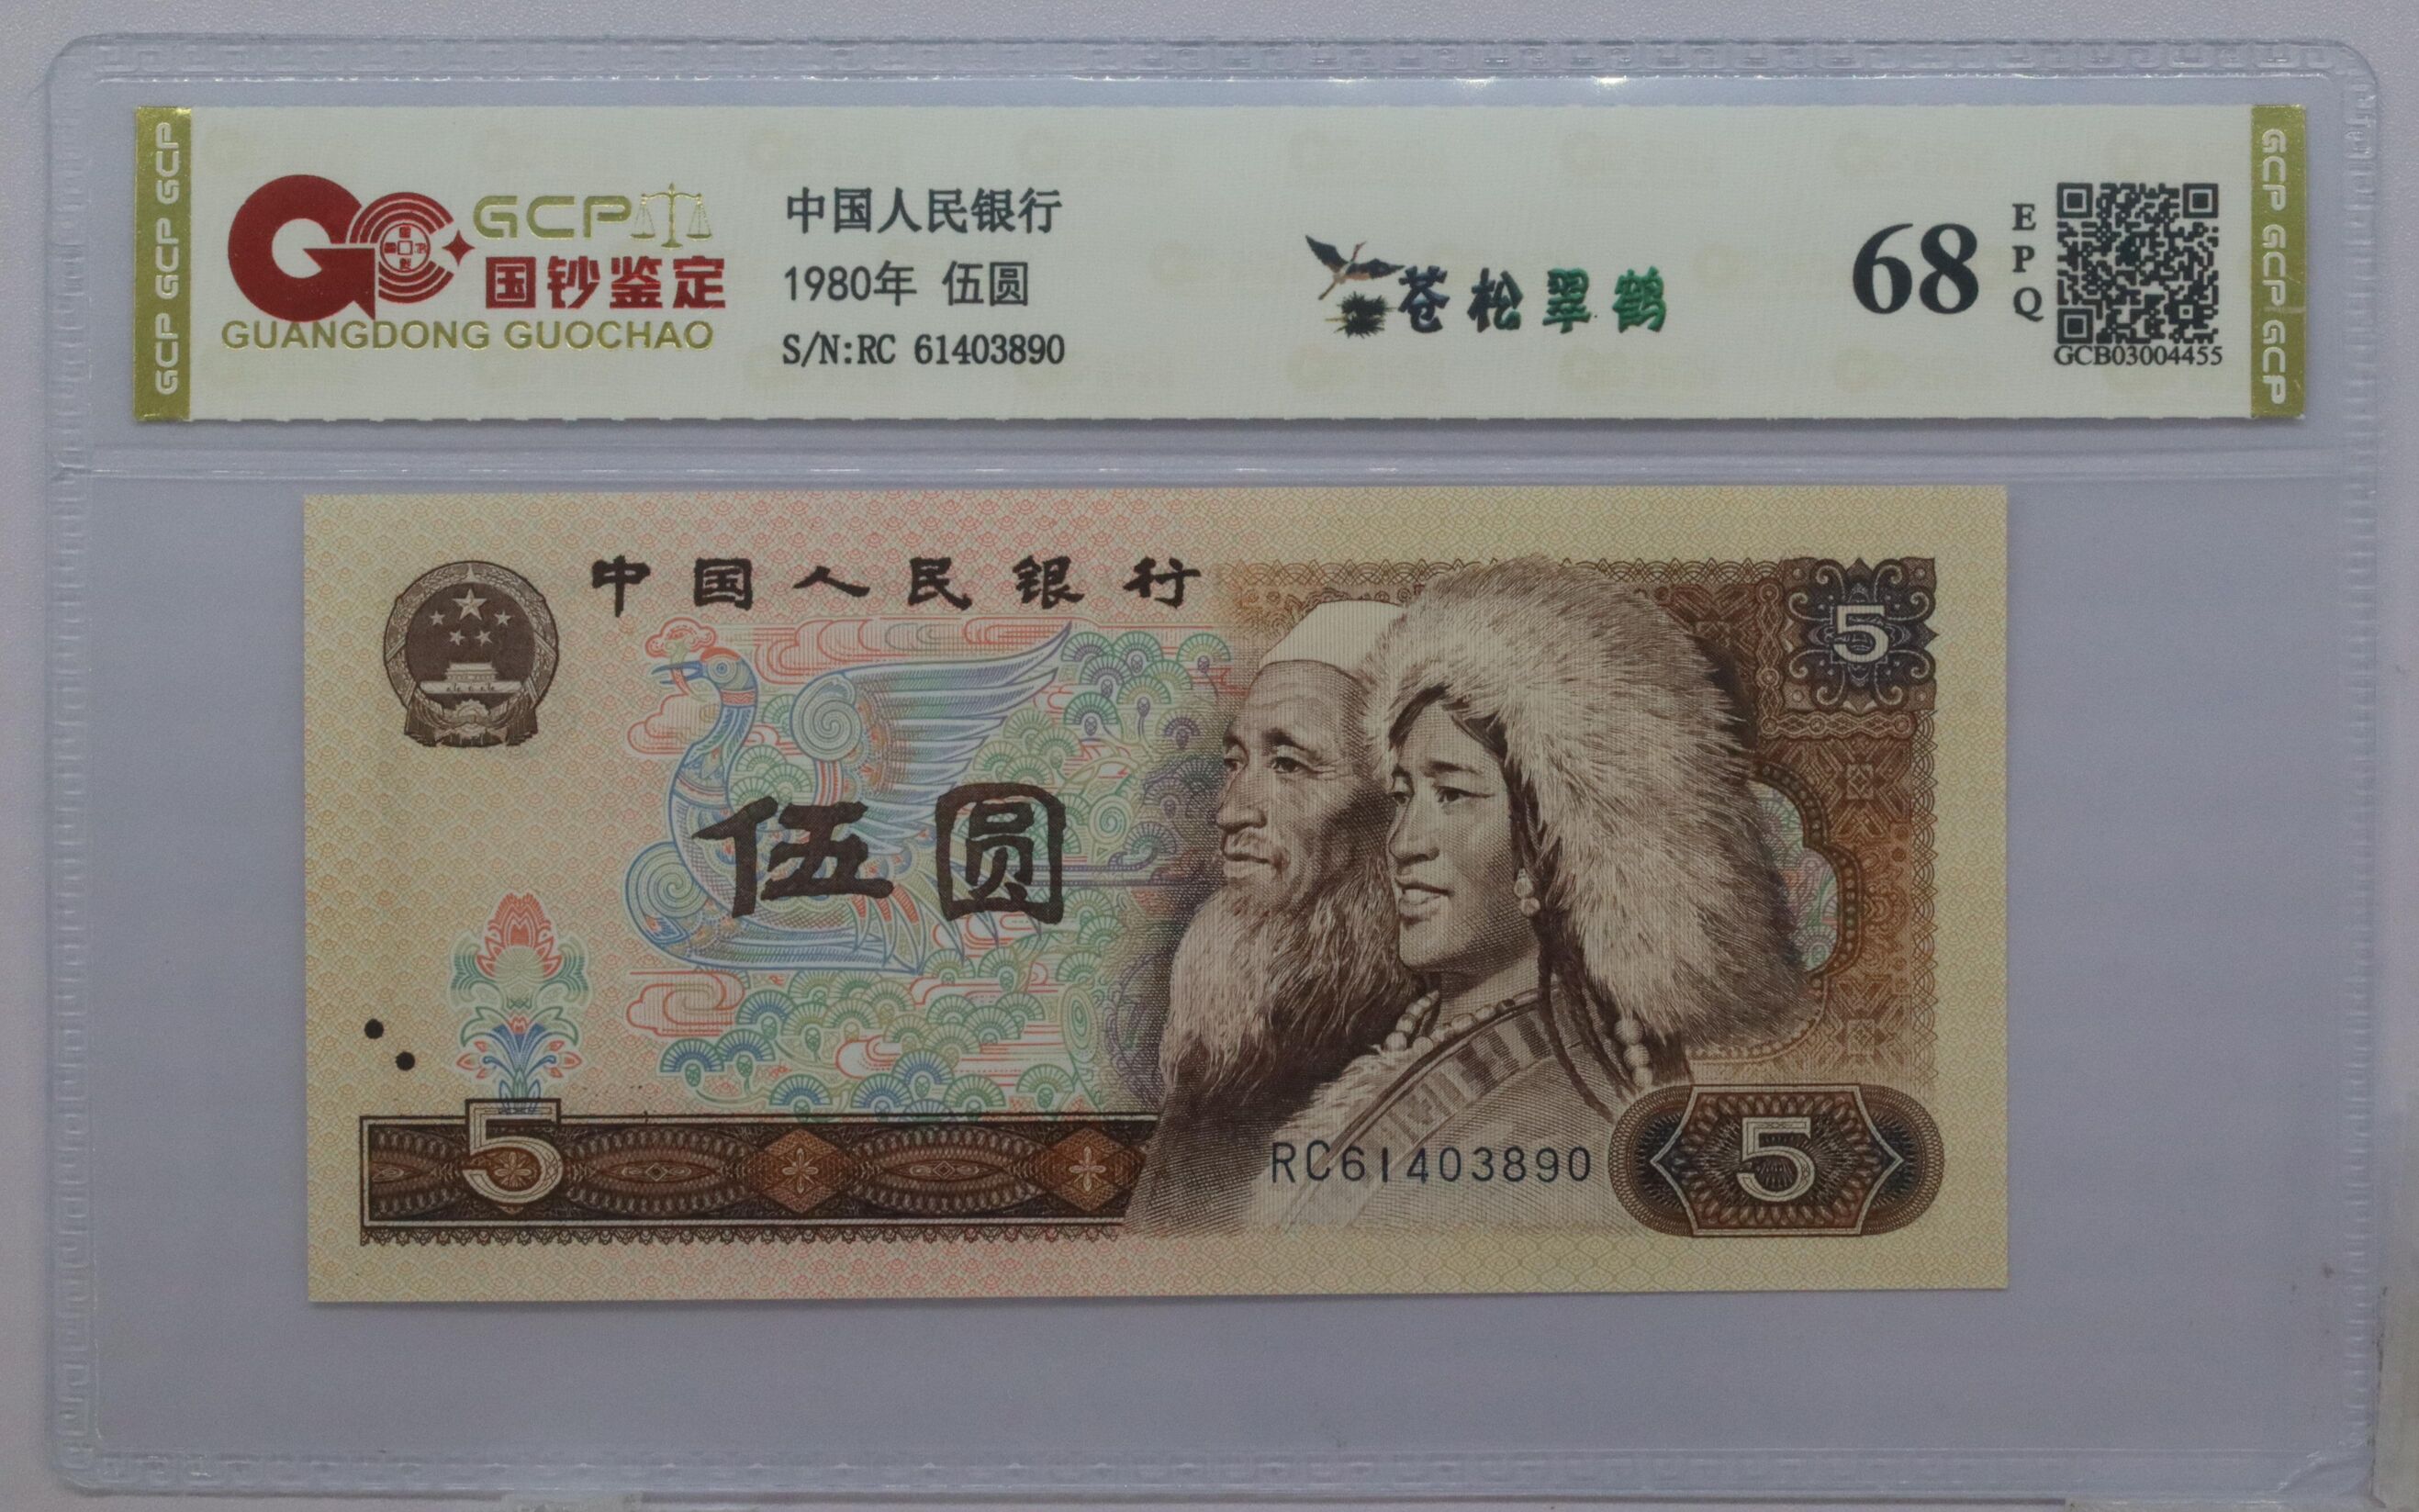 GCP GCP GCP
GCP
国钞鉴定
GUANGDONG GUOCHAO
中国人民银行
1980年 伍圆
S/N:RC 61403890
苍松翠鹤
68
EPQ
GCB03004455
GCP GCP GCP
中国人民银行
5
伍圆
5
RC61403890
5